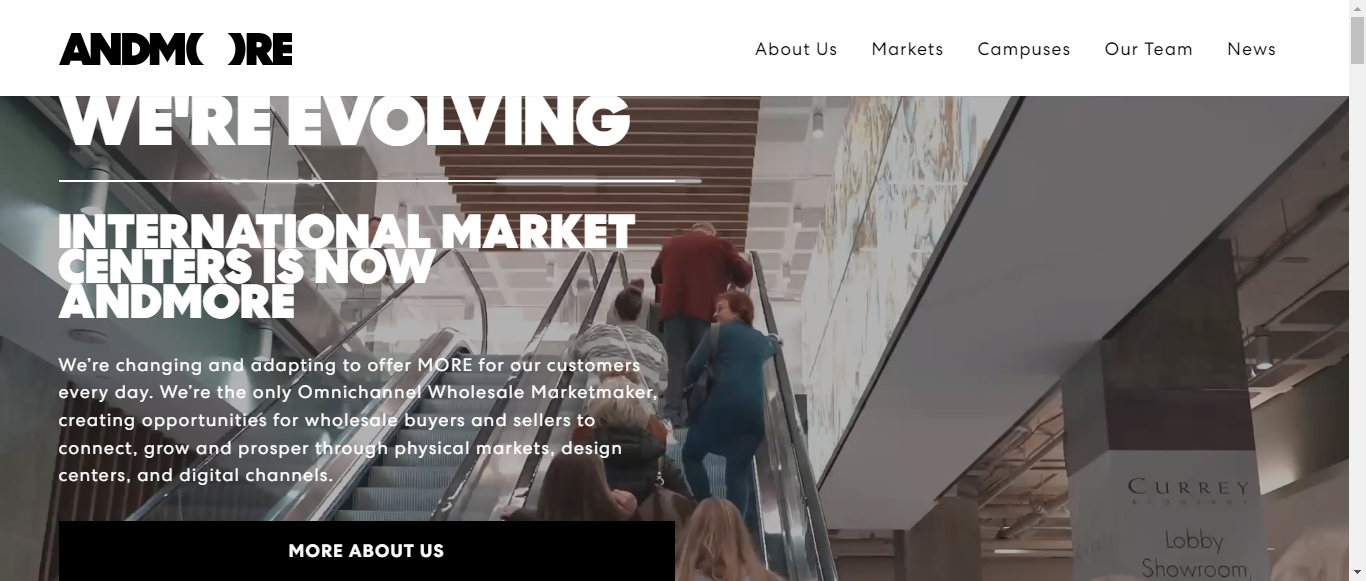 ANDMORE
About Us Markets Campuses Our Team News
WE'RE EVOLVING
INTERNATIONAL MARKET
CENTERS IS NOW
ANDMORE
We’re changing and adapting to offer MORE for our customers
every day. We’re the only Omnichannel Wholesale Marketmaker,
creating opportunities for wholesale buyers and sellers to
connect, grow and prosper through physical markets, design
centers, and digital channels.
MORE ABOUT US
CURREY
& COMPANY
Lobby
Showroom,